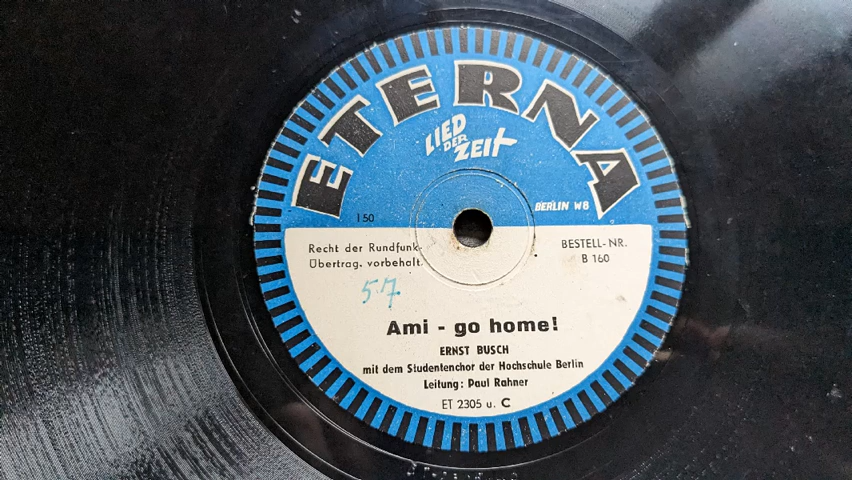 ETERNA
LIED
DER
ZEIT
BERLIN W8
150
Recht der Rundfunk-
Übertrag. vorbehalt.
BESTELL-NR.
B 160
57
Ami - go home!
ERNST BUSCH
mit dem Studentenchor der Hochschule Berlin
Leitung: Paul Rahner
ET 2305 u. C